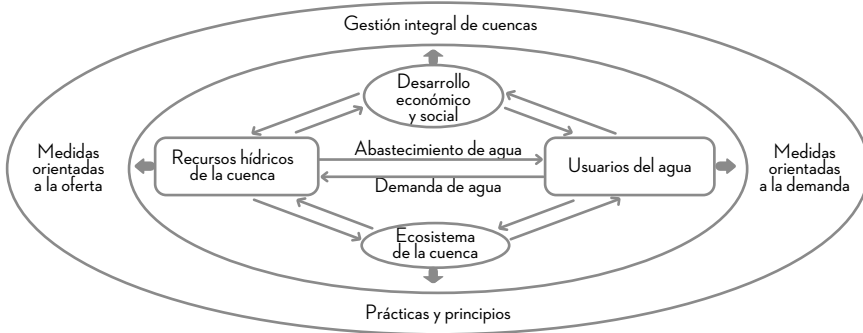 Gestión integral de cuencas
Desarrollo
económico
y social
Medidas
orientadas
a la oferta
Recursos hídricos
de la cuenca
Abastecimiento de agua
Demanda de agua
Usuarios del agua
Medidas
orientadas
a la demanda
Ecosistema
de la cuenca
Prácticas y principios